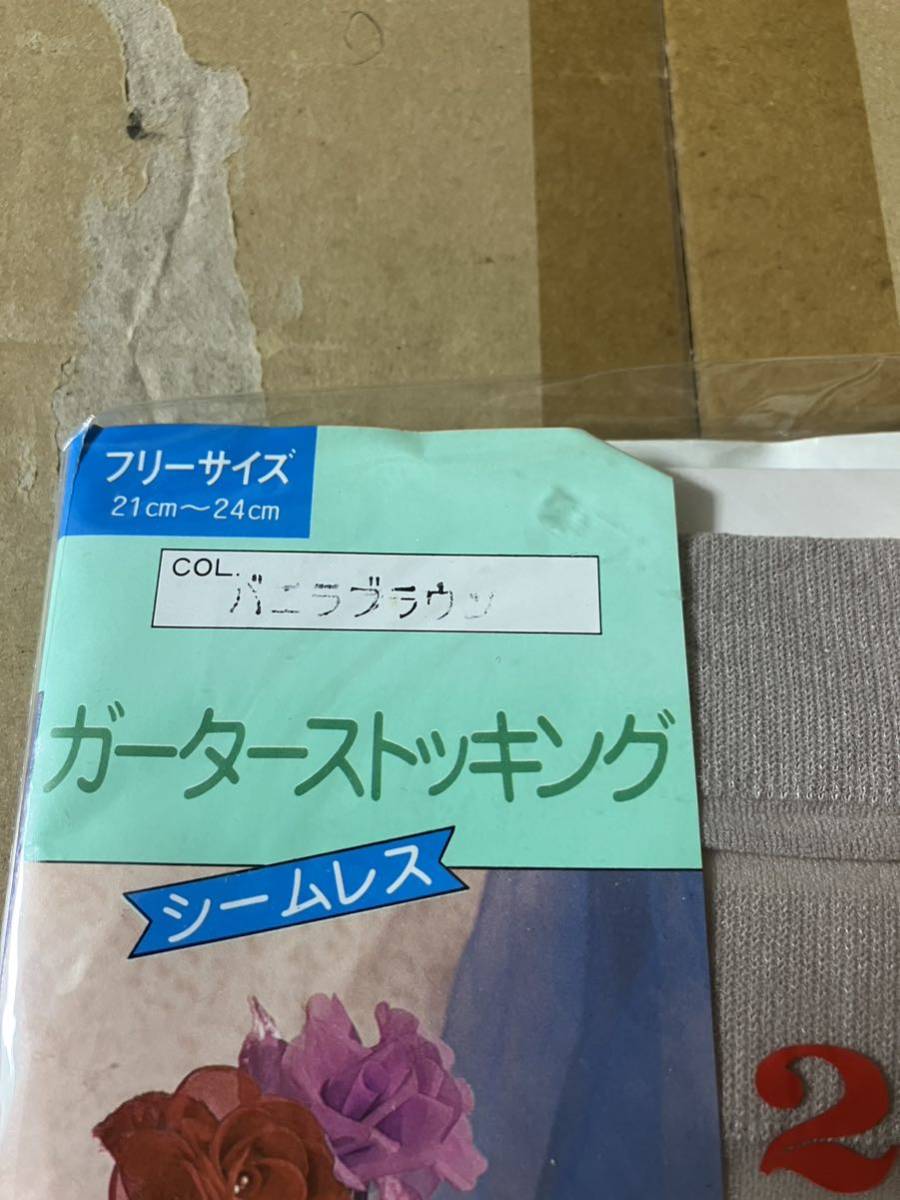 フリーサイズ
21cm〜24cm
COL.
バニラブラウン
ガーターストッキング
シームレス
2